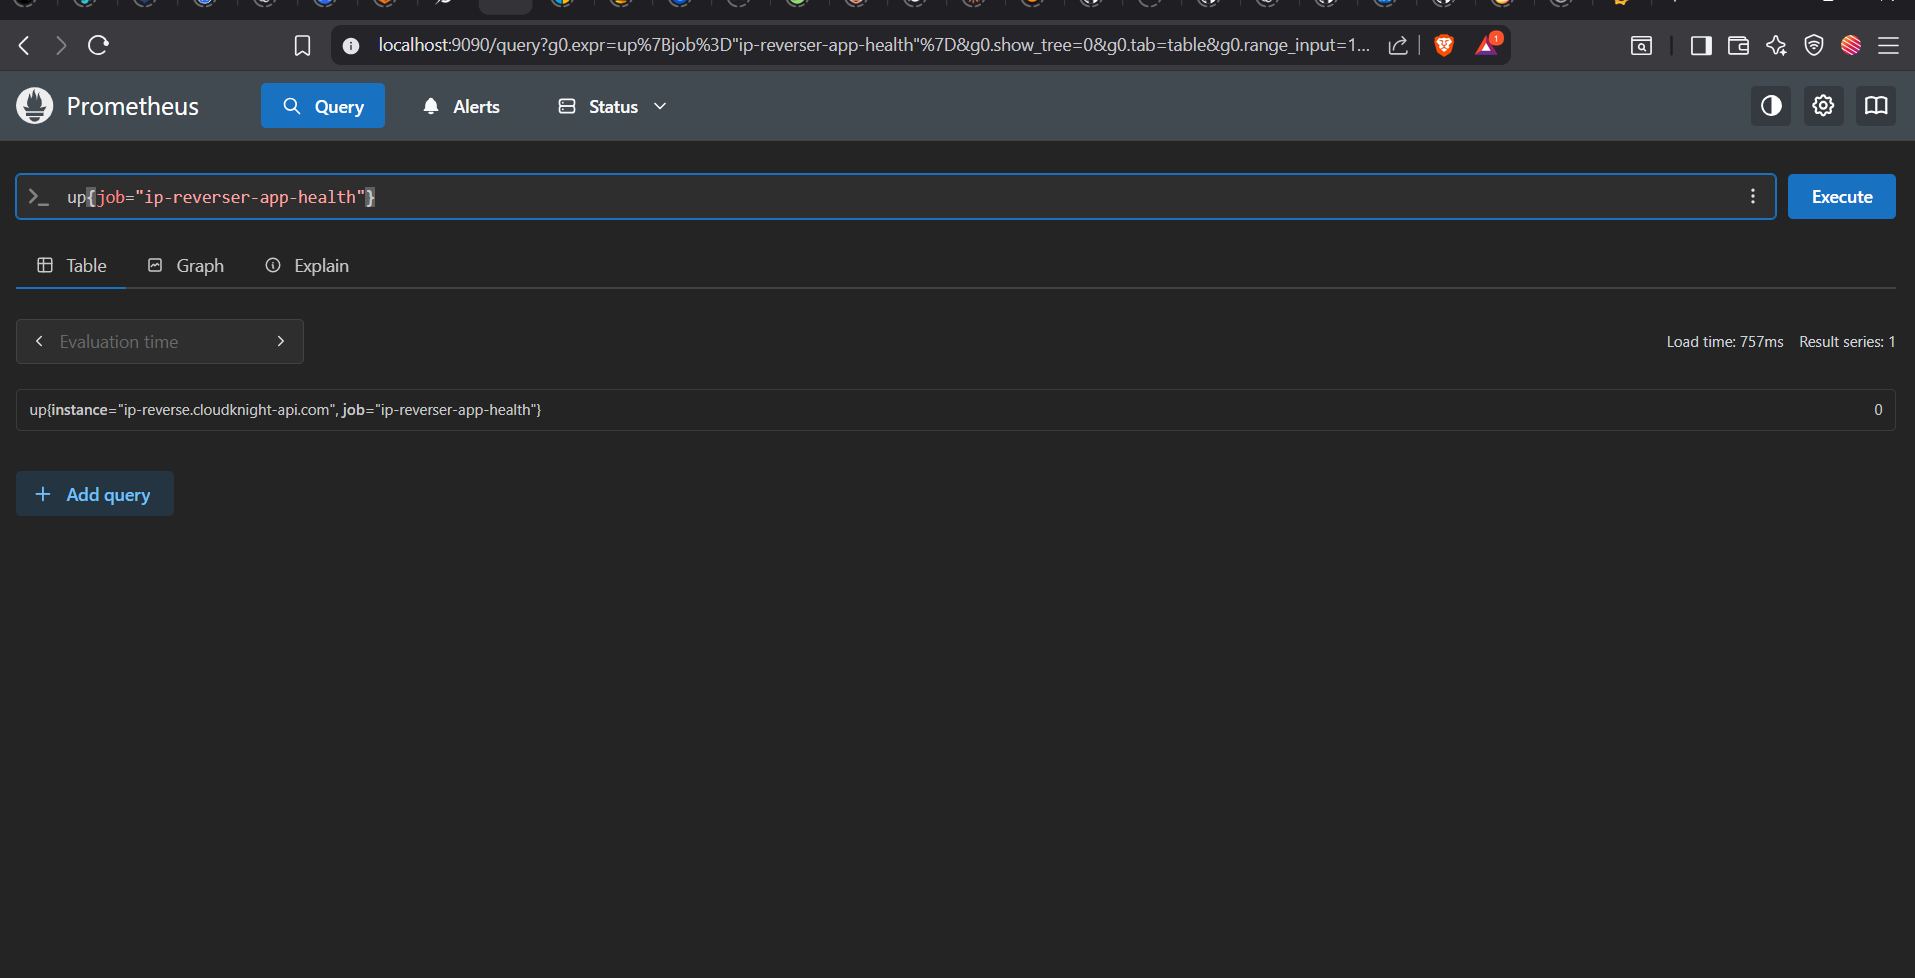 localhost:9090/query?g0.expr=up%7Bjob%3D"ip-reverser-app-health"%7D&g0.show_tree=0&g0.tab=table&g0.range_input=1...
1
Prometheus
Query
Alerts
Status
up{job="ip-reverser-app-health"}
Execute
Table
Graph
Explain
Evaluation time
Load time: 757ms
Result series: 1
up{instance="ip-reverse.cloudknight-api.com", job="ip-reverser-app-health"}
0
Add query